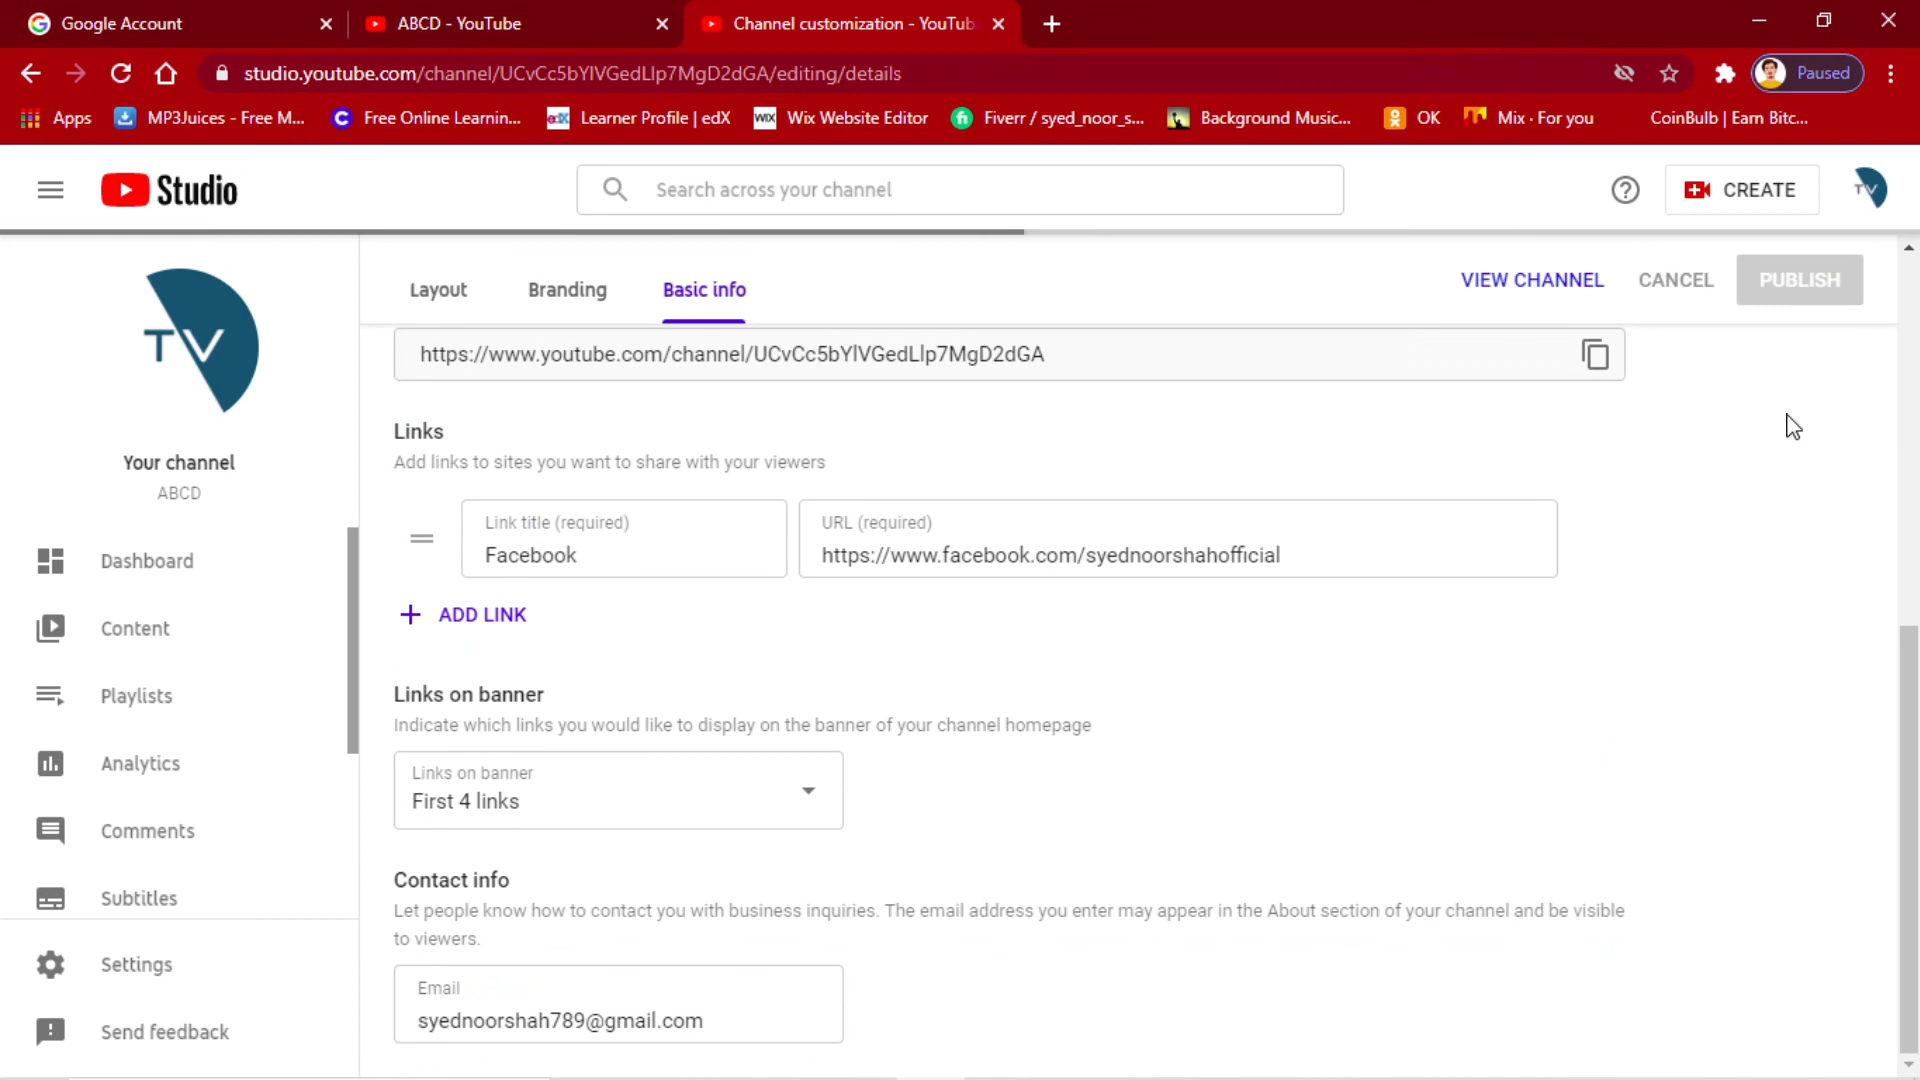 Google Account
ABCD - YouTube
Channel customization - YouTub
studio.youtube.com/channel/UCvCc5bYlVGedLlp7MgD2dGA/editing/details
Paused
Apps
MP3Juices - Free M...
Free Online Learnin...
edX
Learner Profile | edX
WIX
Wix Website Editor
fi
Fiverr / syed_noor_s...
Background Music...
OK
Mix · For you
CoinBulb | Earn Bitc...
Studio
Search across your channel
CREATE
TV
TV
Your channel
ABCD
Dashboard
Content
Playlists
Analytics
Comments
Subtitles
Settings
Send feedback
Layout
Branding
Basic info
VIEW CHANNEL
CANCEL
PUBLISH
https://www.youtube.com/channel/UCvCc5bYlVGedLlp7MgD2dGA
Links
Add links to sites you want to share with your viewers
Link title (required)
Facebook
URL (required)
https://www.facebook.com/syednoorshahofficial
ADD LINK
Links on banner
Indicate which links you would like to display on the banner of your channel homepage
Links on banner
First 4 links
Contact info
Let people know how to contact you with business inquiries. The email address you enter may appear in the About section of your channel and be visible
to viewers.
Email
syednoorshah789@gmail.com